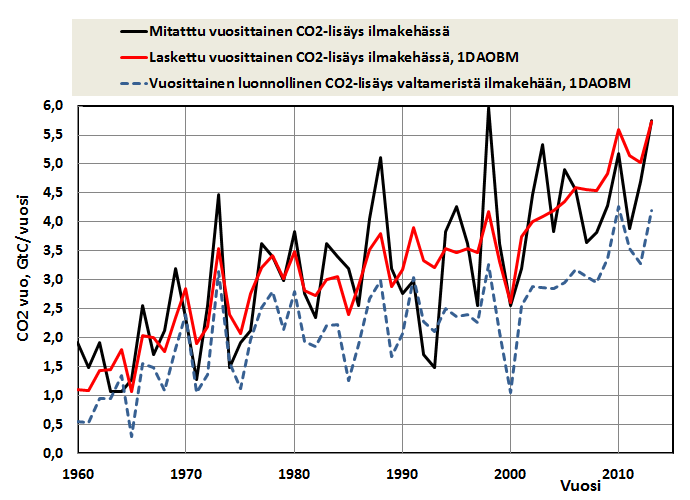 Mitatttu vuosittainen CO2-lisäys ilmakehässä
Laskettu vuosittainen CO2-lisäys ilmakehässä, 1DAOBM
Vuosittainen luonnollinen CO2-lisäys valtameristä ilmakehään, 1DAOBM
CO2 vuo, GtC/vuosi
6,0
5,5
5,0
4,5
4,0
3,5
3,0
2,5
2,0
1,5
1,0
0,5
0,0
1960 1970 1980 1990 2000 2010
Vuosi